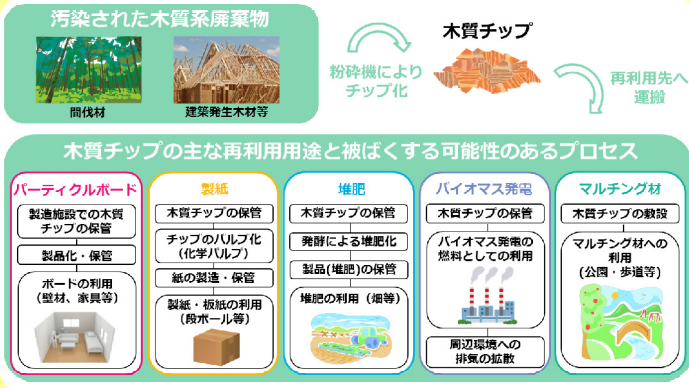 汚染された木質系廃棄物
間伐材
建築発生木材等
粉砕機により
チップ化
木質チップ
再利用先へ
運搬
木質チップの主な再利用用途と被ばくする可能性のあるプロセス
パーティクルボード
製造施設での木質
チップの保管
製品化・保管
ボードの利用
(壁材、家具等)
製紙
木質チップの保管
チップのパルプ化
(化学パルプ)
紙の製造・保管
製紙・板紙の利用
(段ボール等)
堆肥
木質チップの保管
発酵による堆肥化
製品(堆肥)の保管
堆肥の利用(畑等)
バイオマス発電
木質チップの保管
バイオマス発電の
燃料としての利用
周辺環境への
排気の拡散
マルチング材
木質チップの敷設
マルチング材への
利用
(公園・歩道等)